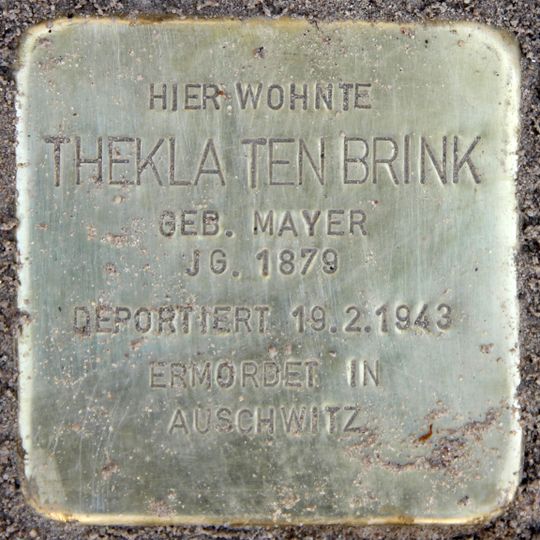 HIER WOHNTE
THEKLA TEN BRINK
GEB. MAYER
JG. 1879
DEPORTIERT 19.2.1943
ERMORDET IN
AUSCHWITZ